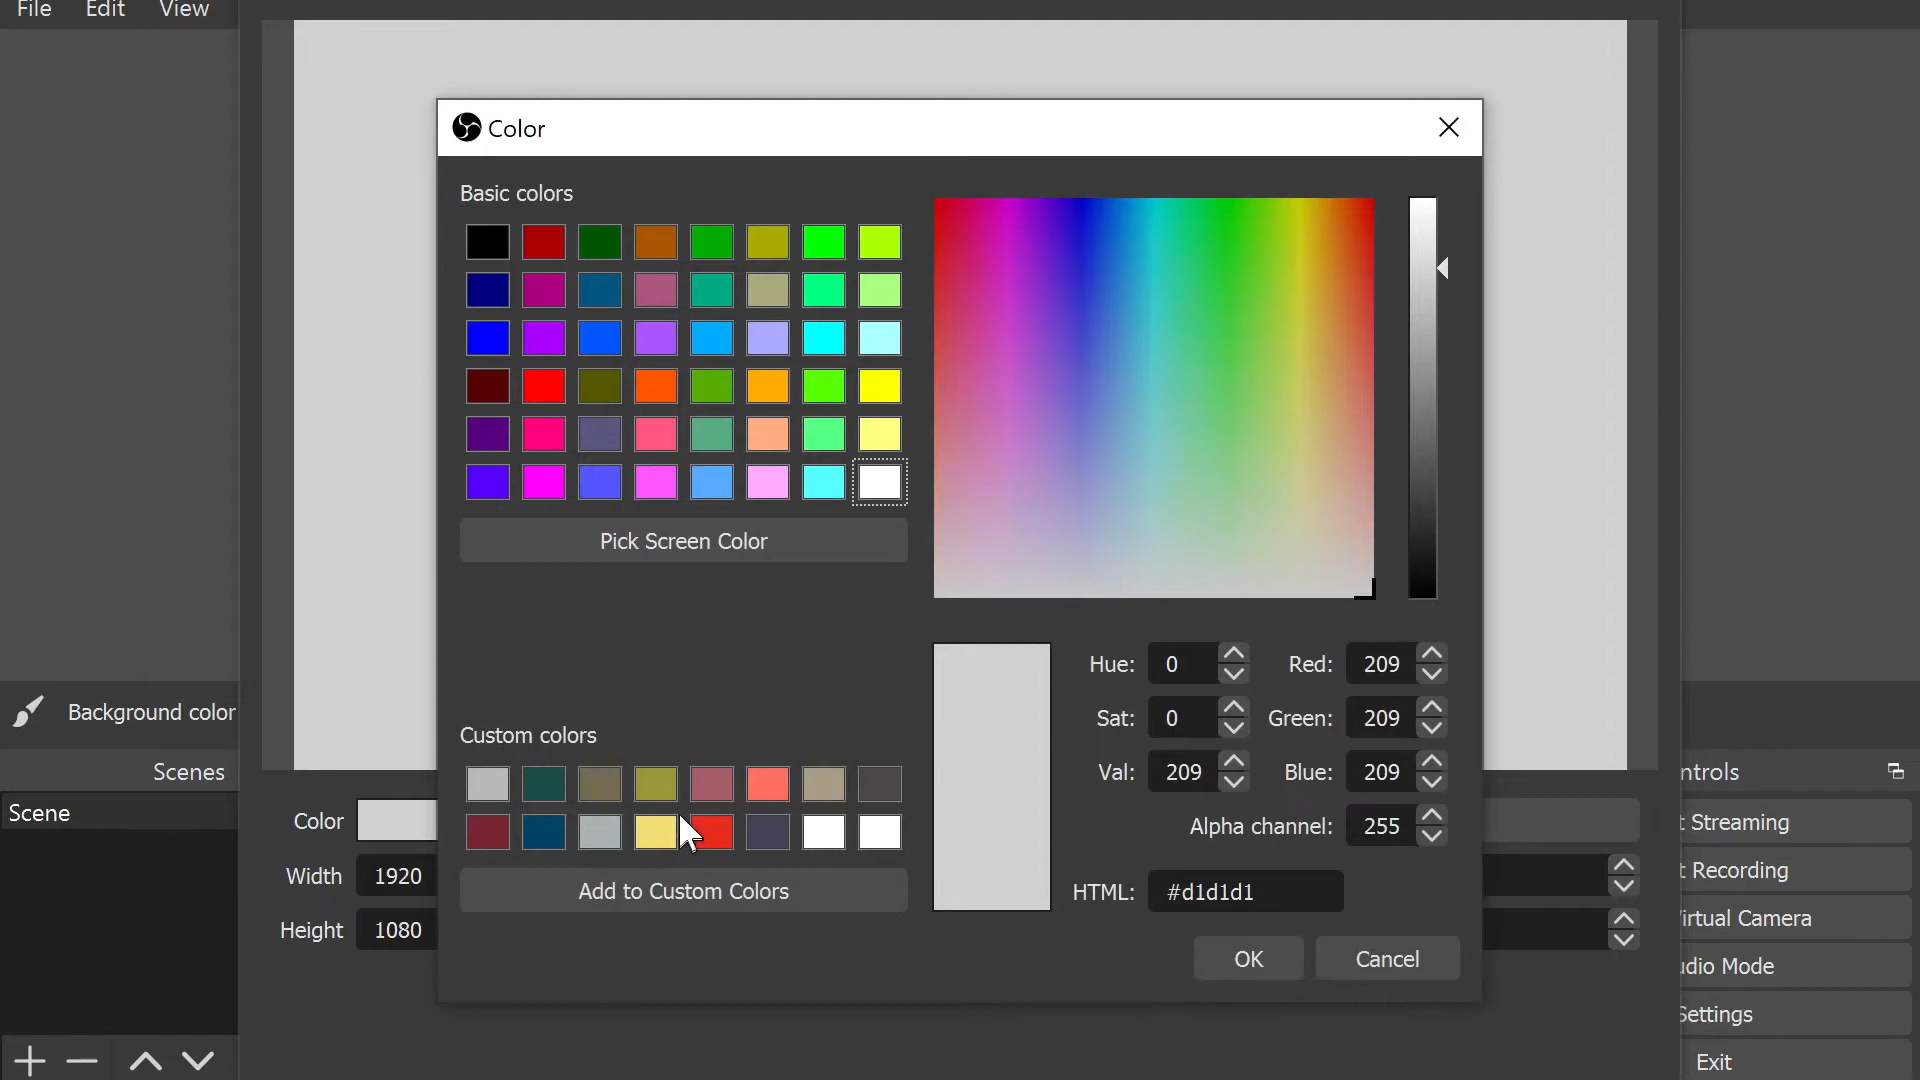 File Edit View
Color
Basic colors
Pick Screen Color
Custom colors
Add to Custom Colors
Hue: 0 Red: 209
Sat: 0 Green: 209
Val: 209 Blue: 209
Alpha channel: 255
HTML: #d1d1d1
OK Cancel
Background color
Scenes
Scene
Color
Width 1920
Height 1080
ntrols
t Streaming
t Recording
irtual Camera
udio Mode
Settings
Exit